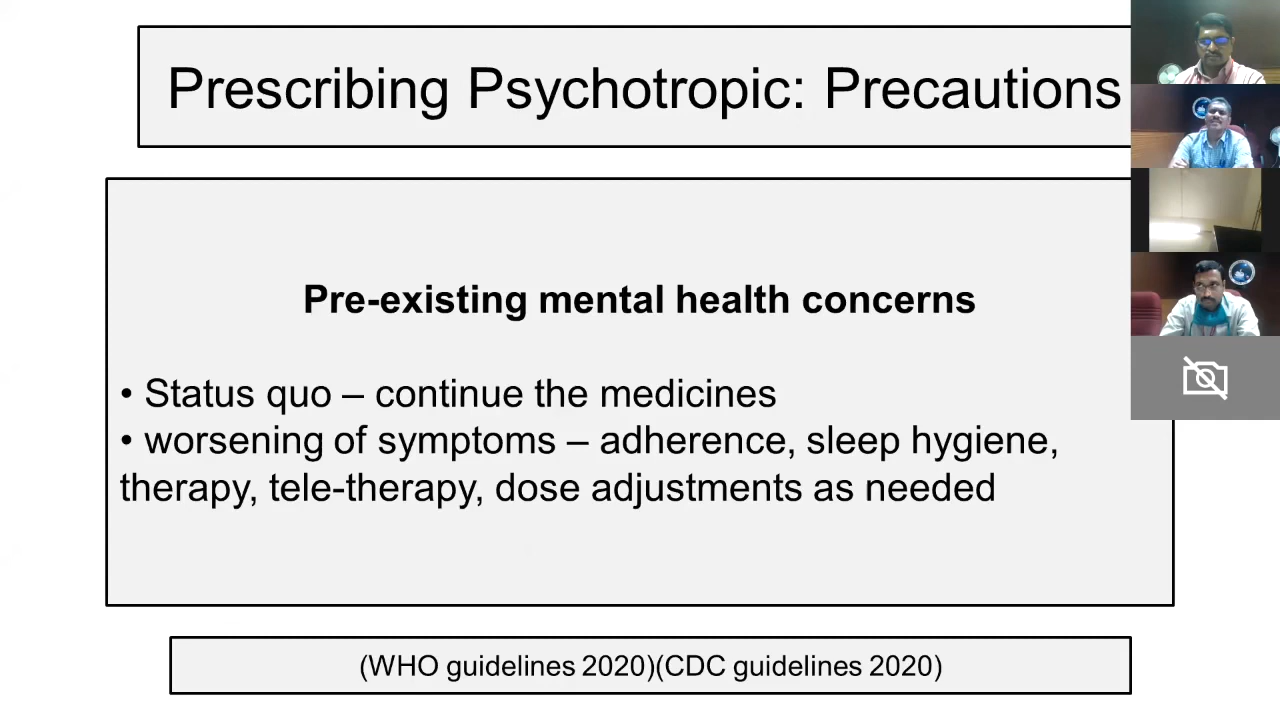 Prescribing Psychotropic: Precautions
Pre-existing mental health concerns
• Status quo – continue the medicines
• worsening of symptoms – adherence, sleep hygiene,
therapy, tele-therapy, dose adjustments as needed
(WHO guidelines 2020)(CDC guidelines 2020)